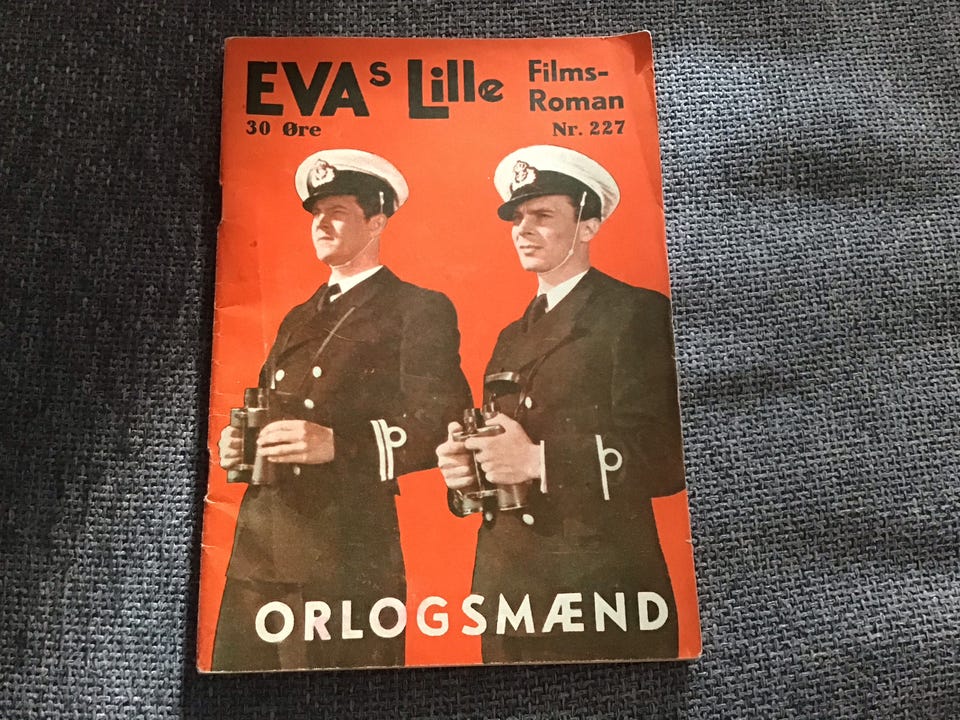 EVAs Lille Films-
Roman
30 Øre Nr. 227
ORLOGSMÆND